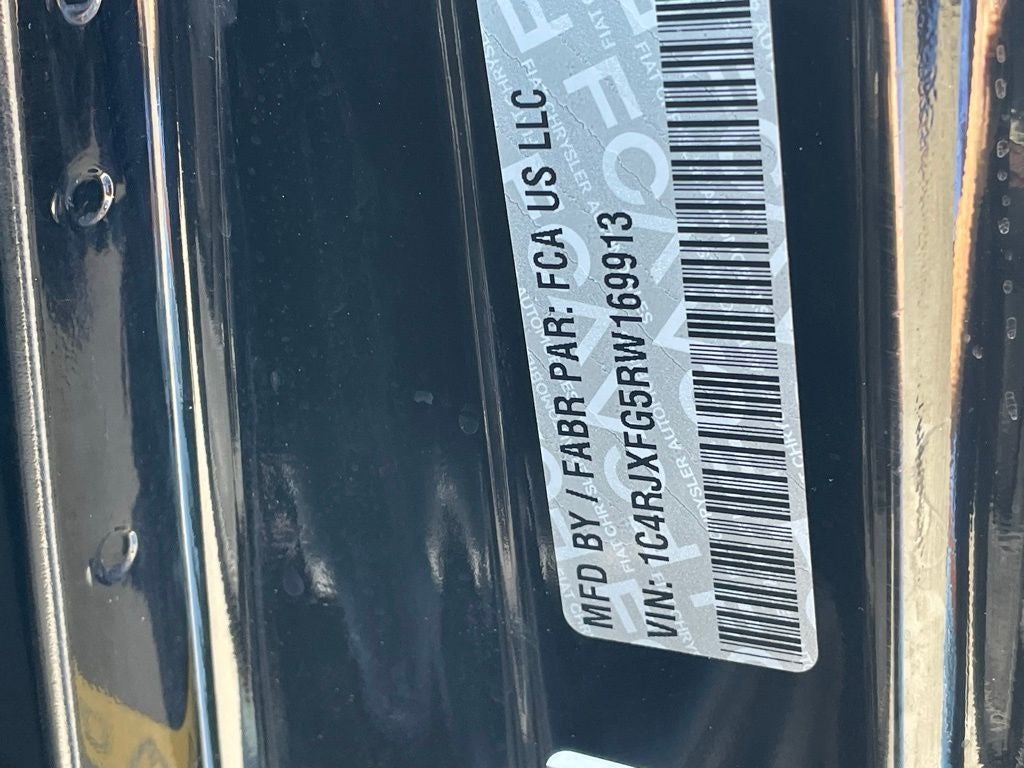 MFD BY / FABR PAR: FCA US LLC
VIN: 1C4RJXFG5RW169913